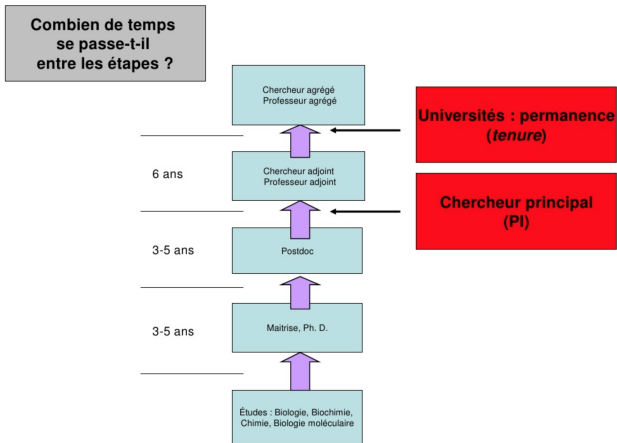 Combien de temps
se passe-t-il
entre les étapes ?
Chercheur agrégé
Professeur agrégé
Universités : permanence
(tenure)
6 ans
Chercheur adjoint
Professeur adjoint
Chercheur principal
(PI)
3-5 ans
Postdoc
3-5 ans
Maitrise, Ph. D.
Études : Biologie, Biochimie,
Chimie, Biologie moléculaire